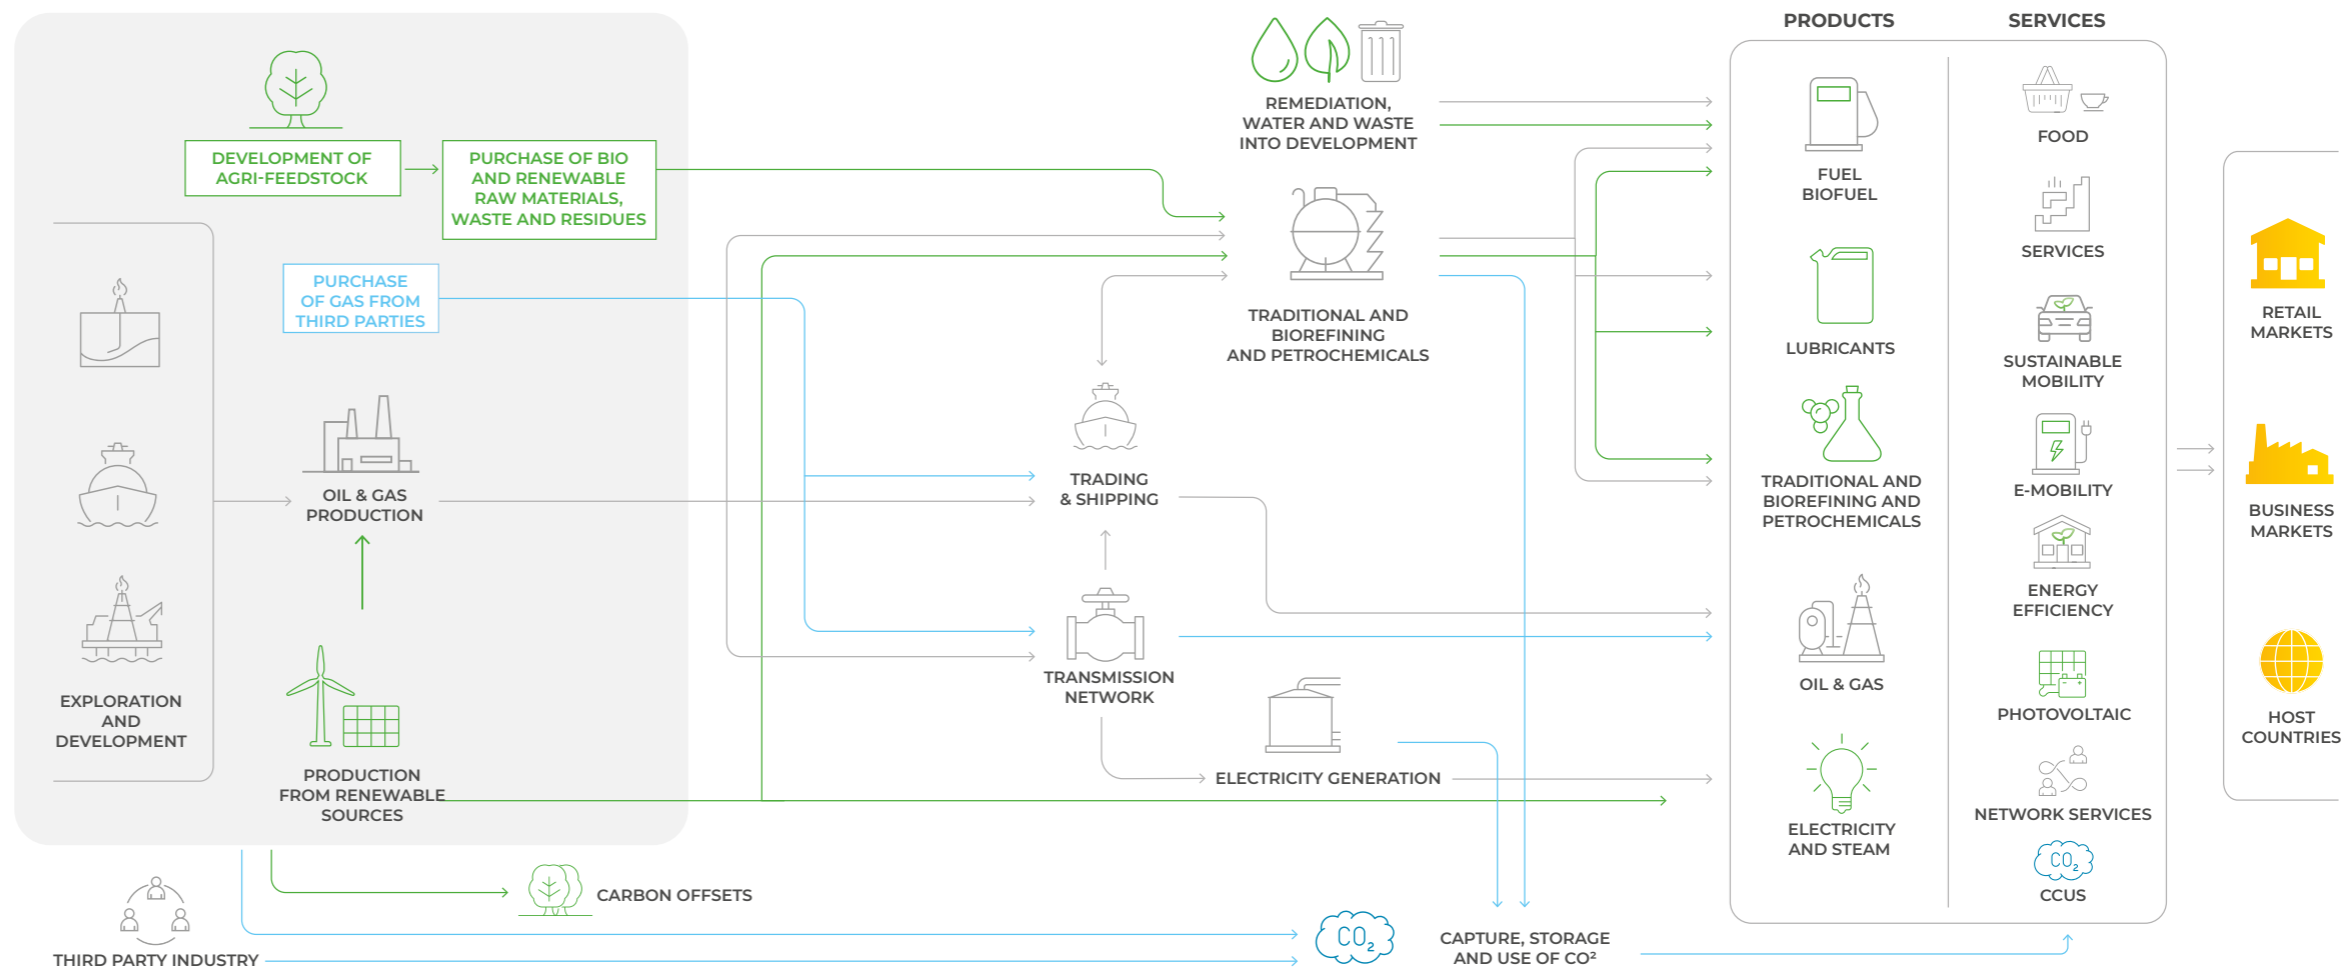 PRODUCTS
SERVICES
DEVELOPMENT OF
AGRI-FEEDSTOCK
PURCHASE OF BIO
AND RENEWABLE
RAW MATERIALS,
WASTE AND RESIDUES
PURCHASE
OF GAS FROM
THIRD PARTIES
EXPLORATION
AND
DEVELOPMENT
OIL & GAS
PRODUCTION
PRODUCTION
FROM RENEWABLE
SOURCES
THIRD PARTY INDUSTRY
CARBON OFFSETS
REMEDIATION,
WATER AND WASTE
INTO DEVELOPMENT
TRADITIONAL AND
BIOREFINING
AND PETROCHEMICALS
TRADING
& SHIPPING
TRANSMISSION
NETWORK
ELECTRICITY GENERATION
CO₂
CAPTURE, STORAGE
AND USE OF CO²
FUEL
BIOFUEL
LUBRICANTS
TRADITIONAL AND
BIOREFINING AND
PETROCHEMICALS
OIL & GAS
ELECTRICITY
AND STEAM
FOOD
SERVICES
SUSTAINABLE
MOBILITY
E-MOBILITY
ENERGY
EFFICIENCY
PHOTOVOLTAIC
NETWORK SERVICES
CO₂
CCUS
RETAIL
MARKETS
BUSINESS
MARKETS
HOST
COUNTRIES